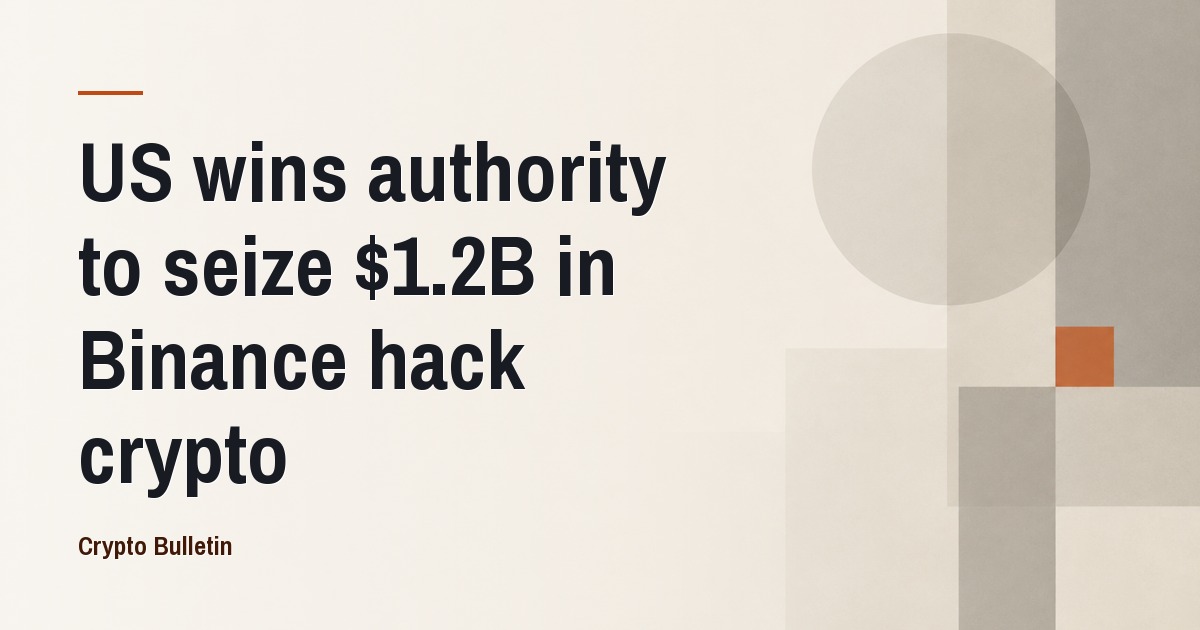 US wins authority
to seize $1.2B in
Binance hack
crypto
Crypto Bulletin